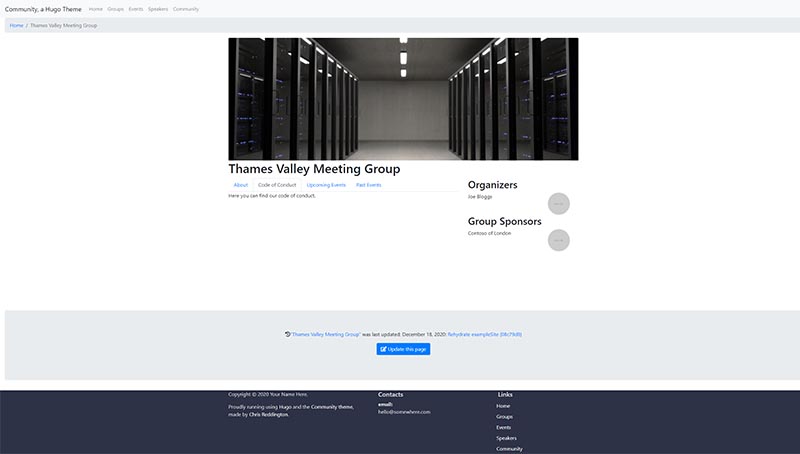 Community, a Hugo Theme
Home Groups Events Speakers Community
Home / Thames Valley Meeting Group
Thames Valley Meeting Group
About Code of Conduct Upcoming Events Past Events
Here you can find our code of conduct.
Organizers
Joe Bloggs
Group Sponsors
Contoso of London
"Thames Valley Meeting Group" was last updated: December 18, 2020: Rehydrate exampleSite
Update this page
Copyright © 2020 Your Name Here.
Proudly running using Hugo and the Community theme,
made by Chris Reddington.
Contacts
email:
hello@somewhere.com
Links
Home
Groups
Events
Speakers
Community